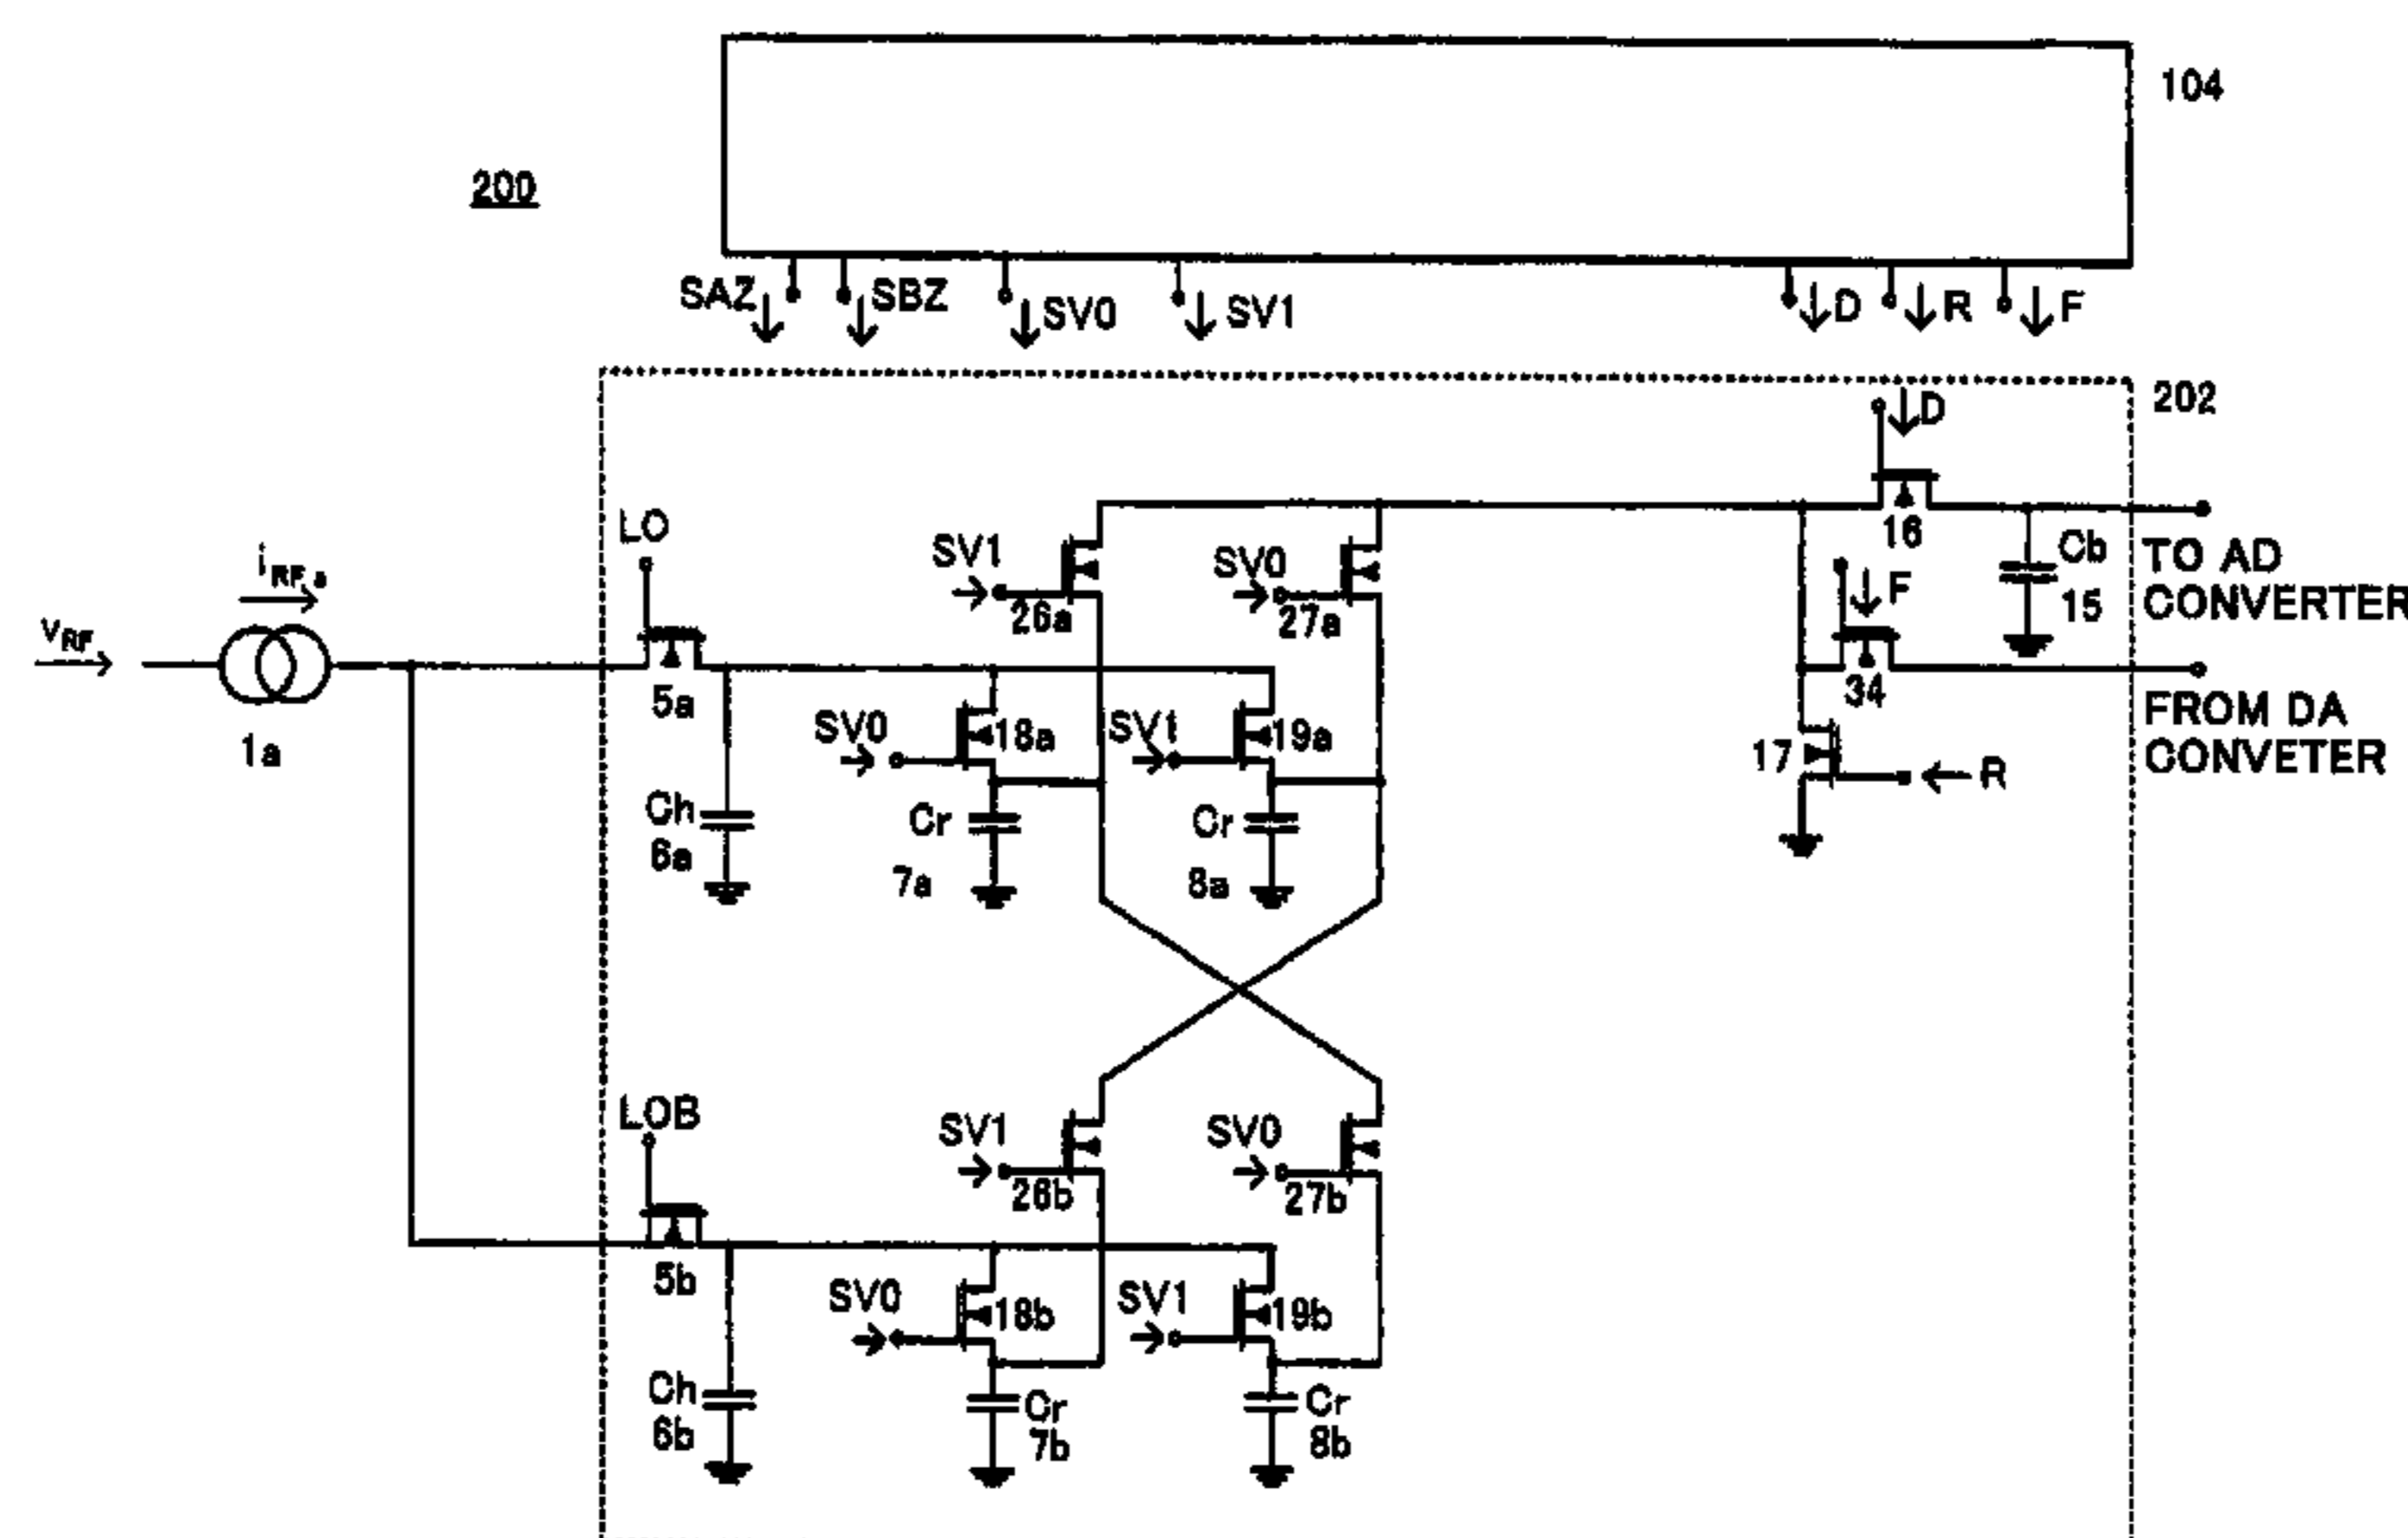 104
200
SAZ
SBZ
SV0
SV1
D
R
F
202
D
LO
SV1
SV0
16
Cb
15
TO AD
CONVERTER
i RF, a
26a
27a
F
VRF
5a
34
FROM DA
CONVETER
1a
SV0
18a
SV1
19a
17
R
Ch
6a
Cr
7a
Cr
8a
LOB
SV1
26b
SV0
27b
5b
SV0
18b
SV1
19b
Ch
6b
Cr
7b
Cr
8b